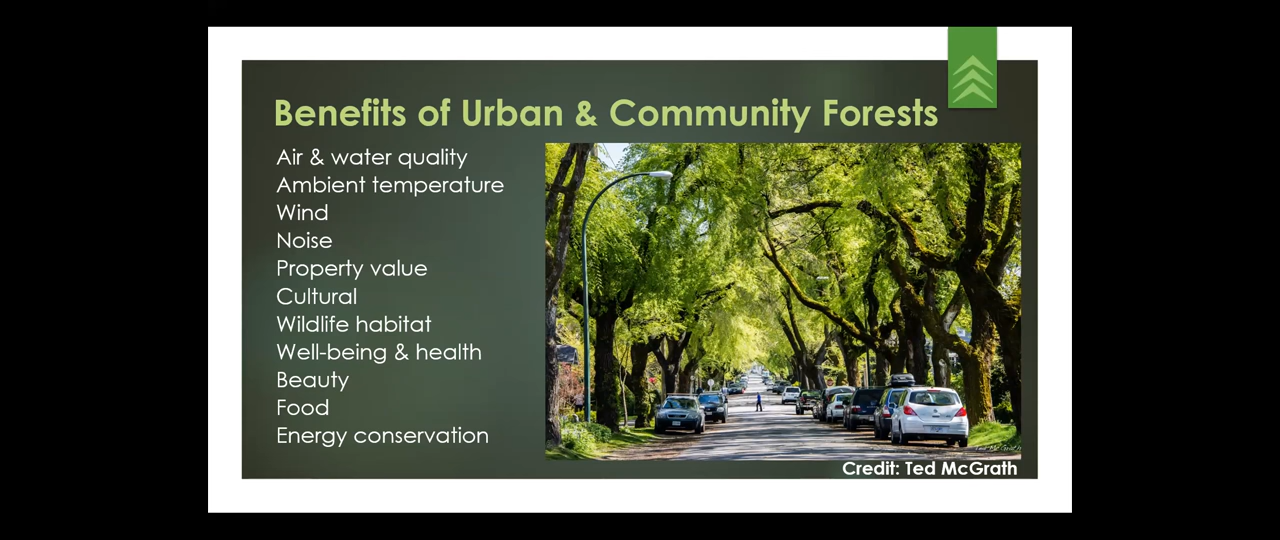 Benefits of Urban & Community Forests
Air & water quality
Ambient temperature
Wind
Noise
Property value
Cultural
Wildlife habitat
Well-being & health
Beauty
Food
Energy conservation
Credit: Ted McGrath